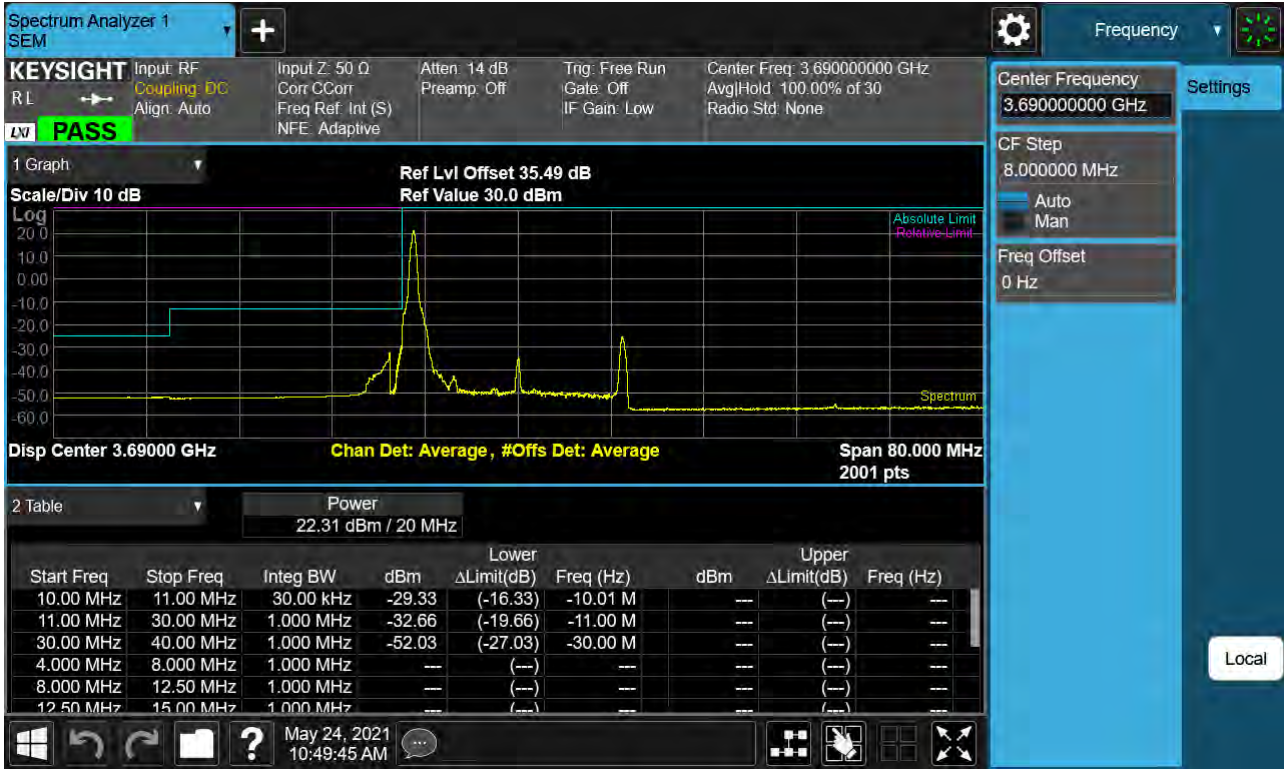 Spectrum Analyzer 1
SEM
+
Frequency
KEYSIGHT
R L
LXI
PASS
Input: RF
Coupling: DC
Align: Auto
Input Z: 50 Ω
Corr CCorr
Freq Ref: Int (S)
NFE: Adaptive
Atten: 14 dB
Preamp: Off
Trig: Free Run
Gate: Off
IF Gain: Low
Center Freq: 3.690000000 GHz
Avg|Hold: 100.00% of 30
Radio Std: None
Center Frequency
3.690000000 GHz
Settings
CF Step
8.000000 MHz
Auto
Man
Freq Offset
0 Hz
Local
1 Graph
Scale/Div 10 dB
Ref Lvl Offset 35.49 dB
Ref Value 30.0 dBm
Log
20.0
10.0
0.00
-10.0
-20.0
-30.0
-40.0
-50.0
-60.0
Absolute Limit
Relative Limit
Spectrum
Disp Center 3.69000 GHz
Chan Det: Average, #Offs Det: Average
Span 80.000 MHz
2001 pts
2 Table
Power
22.31 dBm / 20 MHz
Lower Upper
Start Freq Stop Freq Integ BW dBm ΔLimit(dB) Freq (Hz) dBm ΔLimit(dB) Freq (Hz)
10.00 MHz 11.00 MHz 30.00 kHz -29.33 (-16.33) -10.01 M --- (---) ---
11.00 MHz 30.00 MHz 1.000 MHz -32.66 (-19.66) -11.00 M --- (---) ---
30.00 MHz 40.00 MHz 1.000 MHz -52.03 (-27.03) -30.00 M --- (---) ---
4.000 MHz 8.000 MHz 1.000 MHz --- (---) --- --- (---) ---
8.000 MHz 12.50 MHz 1.000 MHz --- (---) --- --- (---) ---
12.50 MHz 15.00 MHz 1.000 MHz --- (---) --- --- (---) ---
?
May 24, 2021
10:49:45 AM